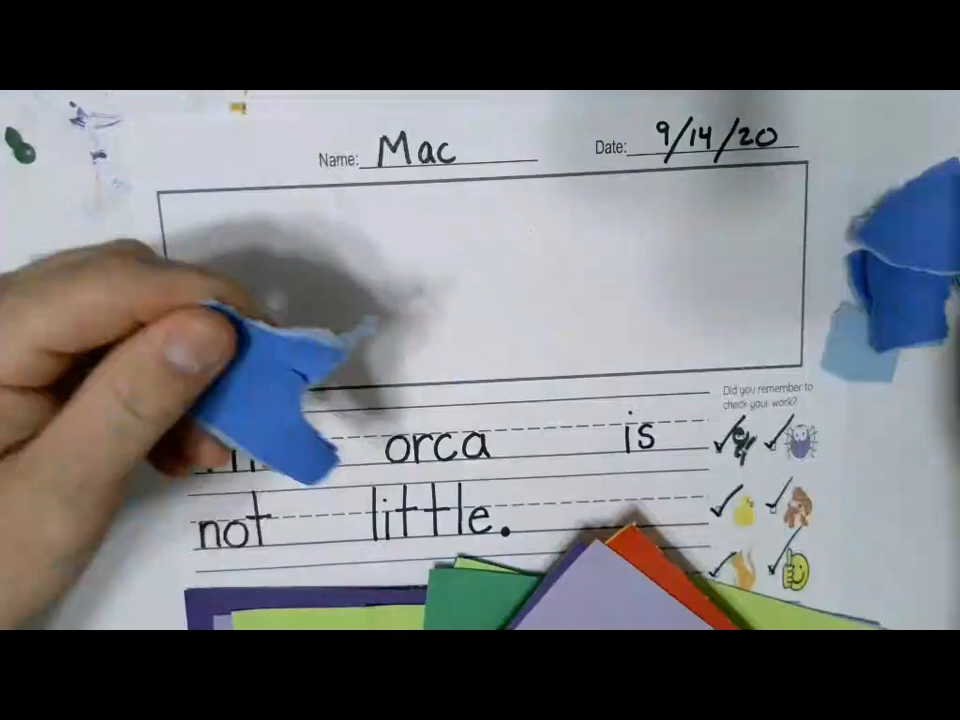 Name: Mac Date: 9/14/20
Did you remember to
check your work?
orca is
not little.